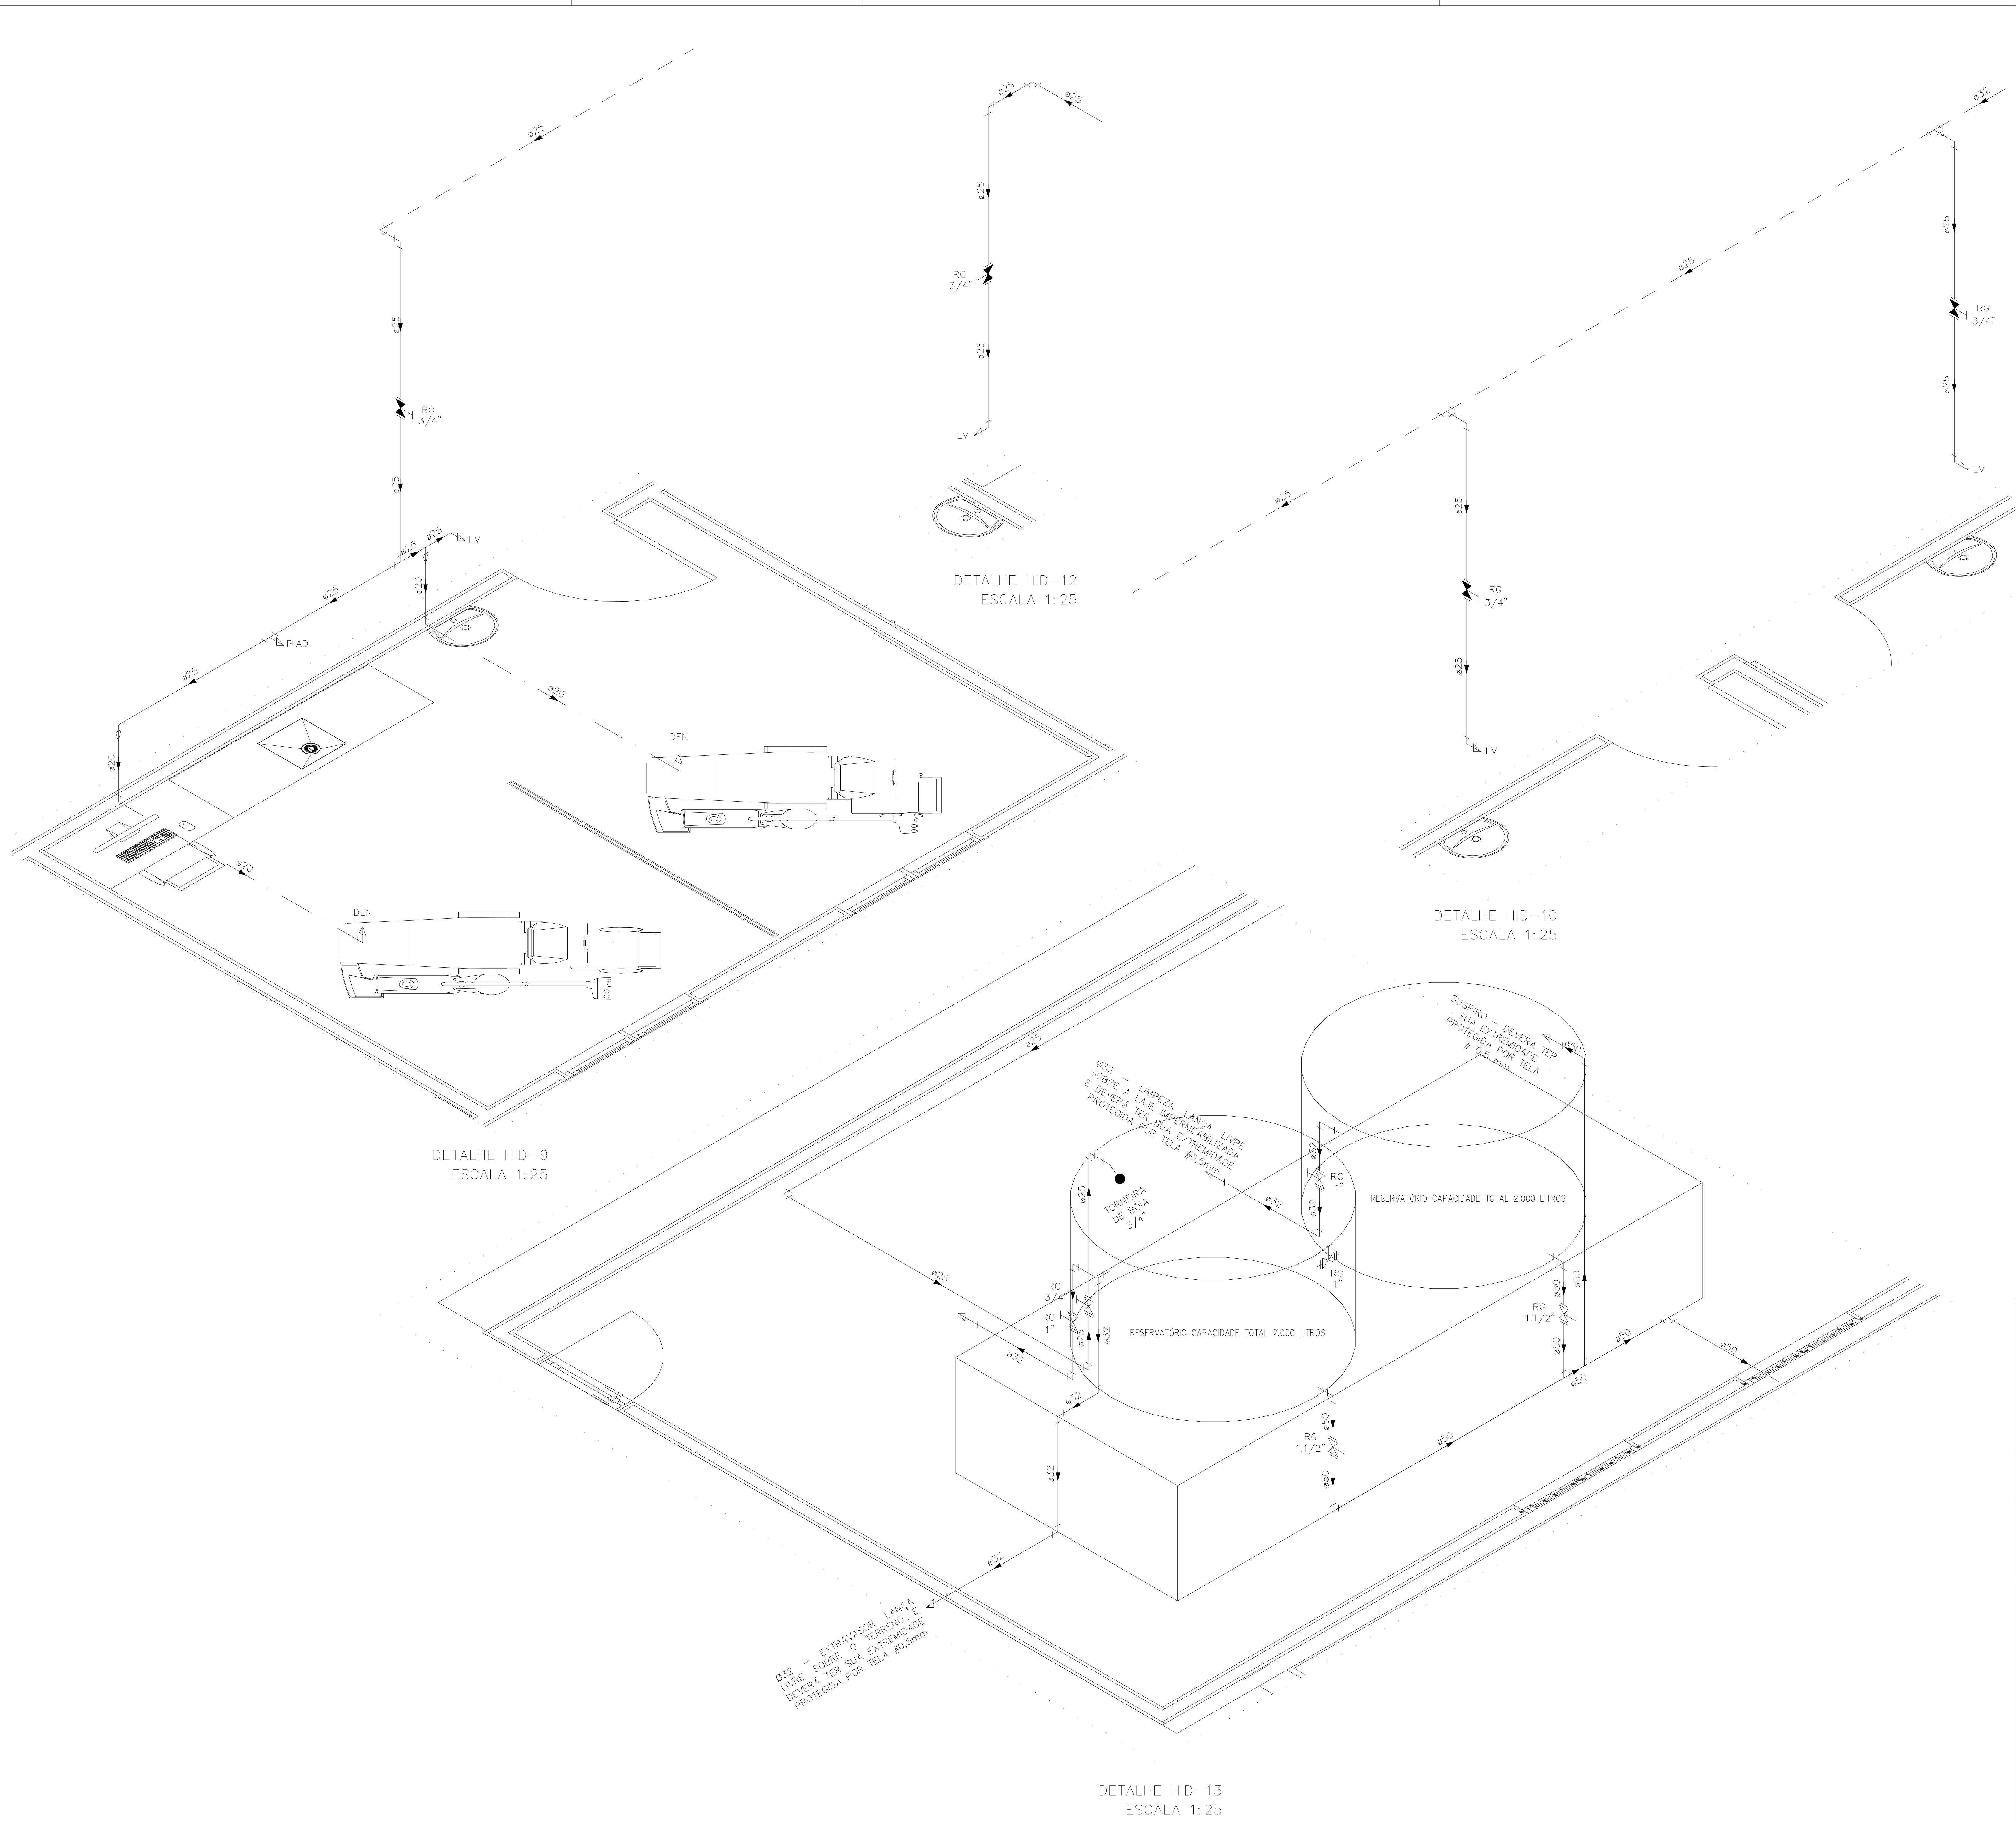 ø25
ø25
RG
3/4"
ø25
ø25
ø25
ø25
LV
ø20
PIAD
ø25
ø20
ø20
ø20
DEN
DEN
DETALHE HID-9
ESCALA 1:25
ø25
ø25
ø25
RG
3/4"
ø25
LV
DETALHE HID-12
ESCALA 1:25
ø32
ø25
RG
3/4"
ø25
LV
ø25
ø25
ø25
RG
3/4"
ø25
LV
DETALHE HID-10
ESCALA 1:25
SUSPIRO - DEVERÁ TER
SUA EXTREMIDADE
PROTEGIDA POR TELA
# 0.5 mm
ø50
ø25
Ø32 - LIMPEZA LANÇA LIVRE
SOBRE A LAJE IMPERMEABILIZADA
E DEVERÁ TER SUA EXTREMIDADE
PROTEGIDA POR TELA #0.5mm
ø32
RG
1"
ø32
ø32
RG
1"
TORNEIRA
DE BÓIA
3/4"
ø25
RESERVATÓRIO CAPACIDADE TOTAL 2.000 LITROS
ø25
RG
3/4"
RG
1"
ø25
ø32
RESERVATÓRIO CAPACIDADE TOTAL 2.000 LITROS
ø32
ø32
ø32
ø50
RG
1.1/2"
ø50
ø50
ø50
ø50
ø50
ø50
RG
1.1/2"
ø50
ø50
ø32
Ø32 - EXTRAVASOR LANÇA
LIVRE SOBRE O TERRENO E
DEVERÁ TER SUA EXTREMIDADE
PROTEGIDA POR TELA #0.5mm
DETALHE HID-13
ESCALA 1:25